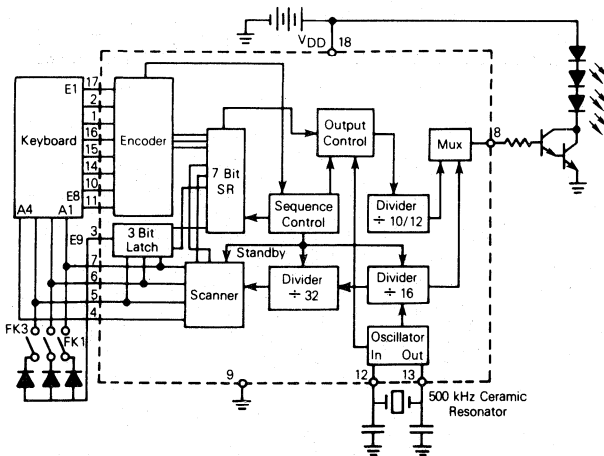 VDD
18
E1
17
2
1
16
15
14
E8
10
11
Keyboard
A4
A1
Encoder
7 Bit
SR
Output
Control
Mux
8
Sequence
Control
Divider
÷ 10/12
E9
3
3 Bit
Latch
7
6
5
4
Standby
Scanner
Divider
÷ 32
Divider
÷ 16
FK3
FK1
Oscillator
In Out
9
12
13
500 kHz Ceramic
Resonator